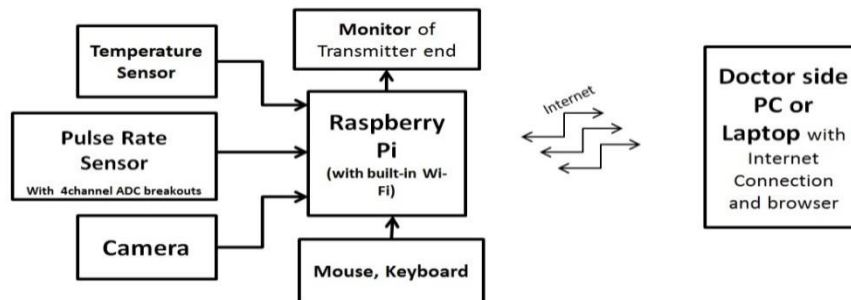 Temperature
Sensor
Pulse Rate
Sensor
With 4channel ADC breakouts
Camera
Monitor of
Transmitter end
Raspberry
Pi
(with built-in Wi-
Fi)
Mouse, Keyboard
Internet
Doctor side
PC or
Laptop with
Internet
Connection
and browser